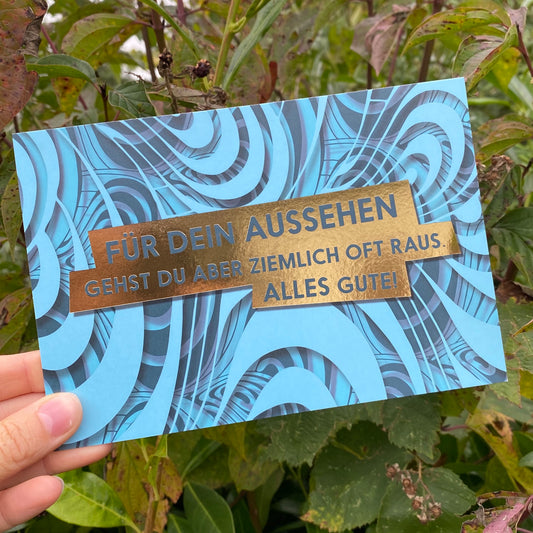 FÜR DEIN AUSSEHEN
GEHST DU ABER ZIEMLICH OFT RAUS.
ALLES GUTE!